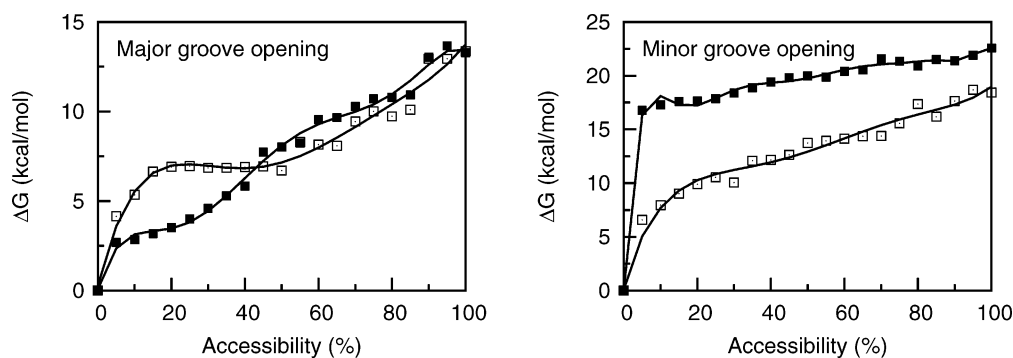 Major groove opening
15
10
5
0
ΔG (kcal/mol)
0 20 40 60 80 100
Accessibility (%)
Minor groove opening
25
20
15
10
5
0
ΔG (kcal/mol)
0 20 40 60 80 100
Accessibility (%)